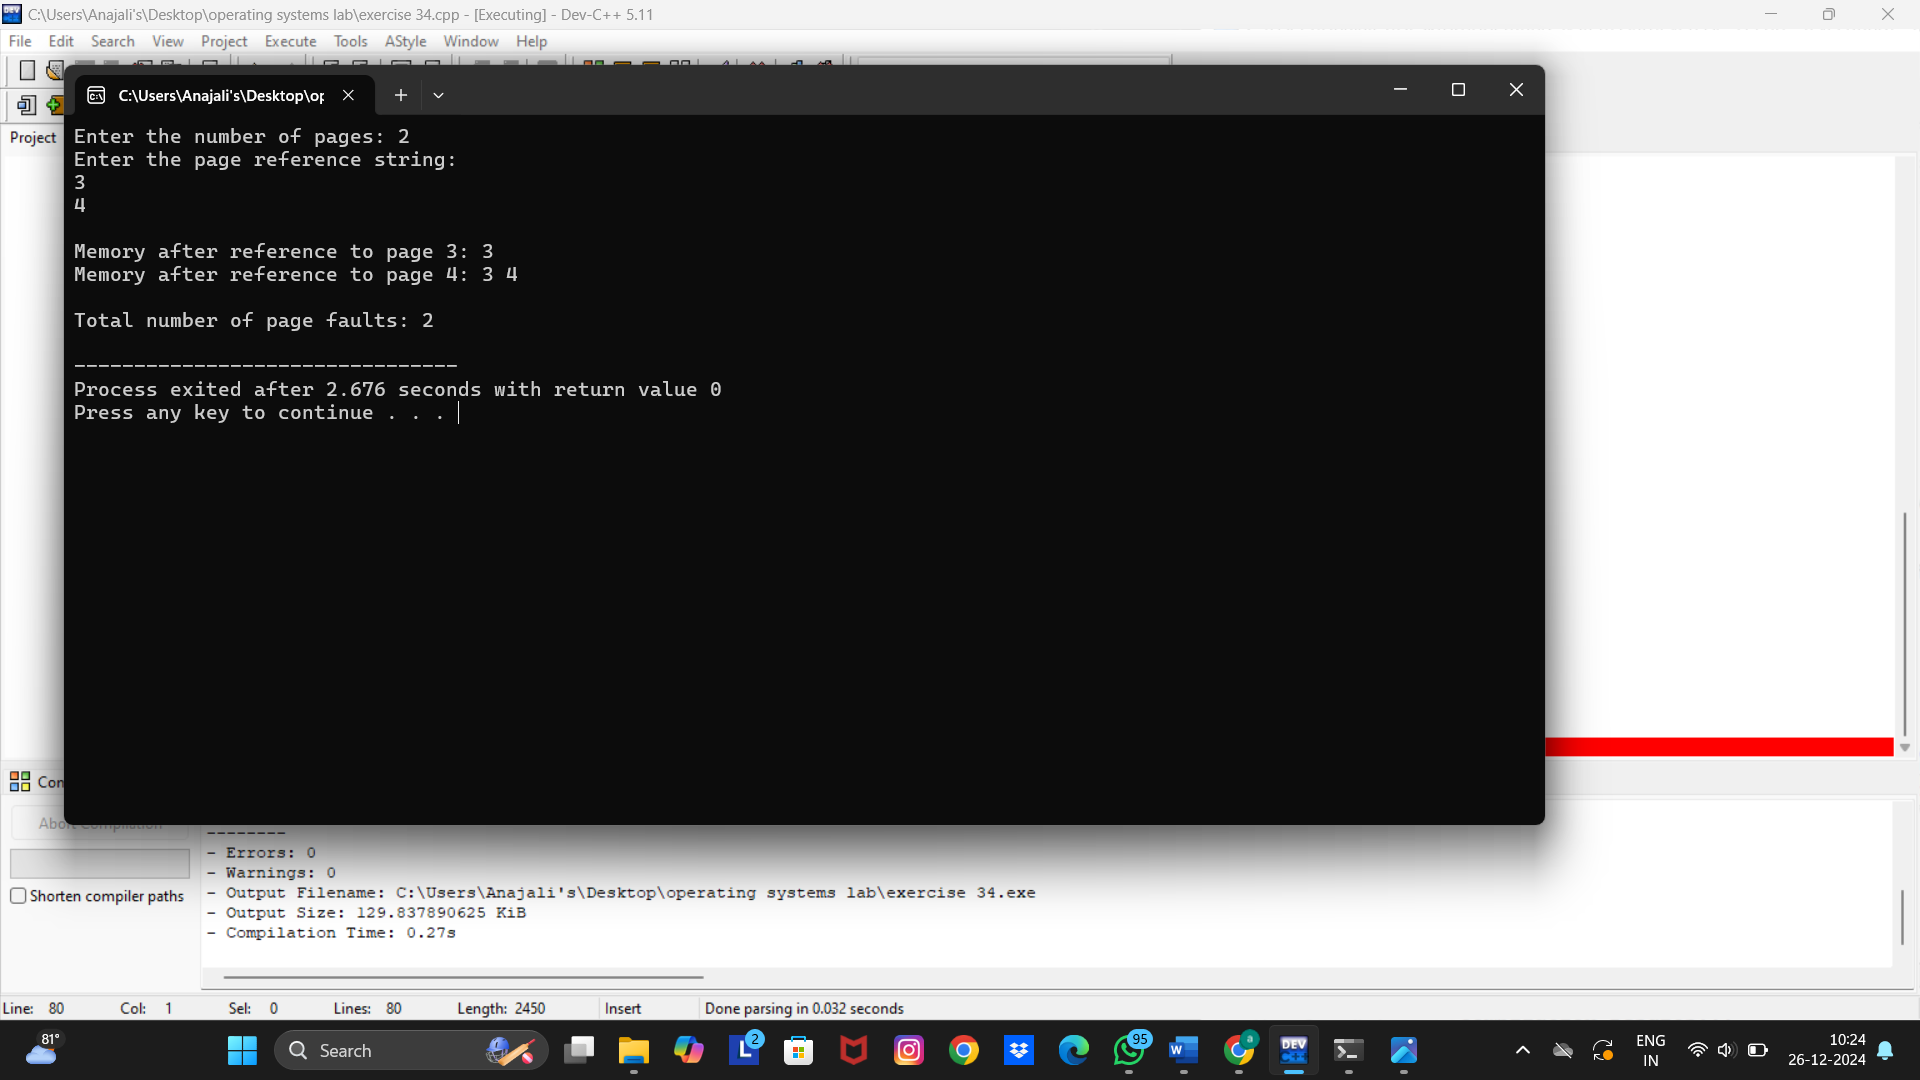 C:\Users\Anajali's\Desktop\operating systems lab\exercise 34.cpp - [Executing] - Dev-C++ 5.11
File Edit Search View Project Execute Tools AStyle Window Help
C:\Users\Anajali's\Desktop\op
Project
Enter the number of pages: 2
Enter the page reference string:
3
4
Memory after reference to page 3: 3
Memory after reference to page 4: 3 4
Total number of page faults: 2
--------------------------------
Process exited after 2.676 seconds with return value 0
Press any key to continue . . .
Con
Abort Compilation
Shorten compiler paths
--------
- Errors: 0
- Warnings: 0
- Output Filename: C:\Users\Anajali's\Desktop\operating systems lab\exercise 34.exe
- Output Size: 129.837890625 KiB
- Compilation Time: 0.27s
Line: 80 Col: 1 Sel: 0 Lines: 80 Length: 2450 Insert Done parsing in 0.032 seconds
81°
Search
L 2
95
W
a
DEV C++
ENG
IN
10:24
26-12-2024